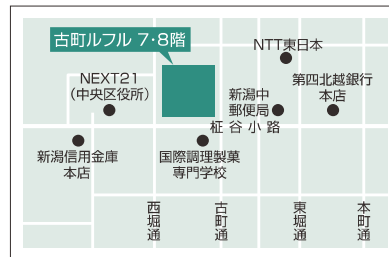 古町ルフル 7・8階
NTT東日本
NEXT21
（中央区役所）
新潟中
郵便局
第四北越銀行
本店
柾谷小路
新潟信用金庫
本店
国際調理製菓
専門学校
西堀通
古町通
東堀通
本町通